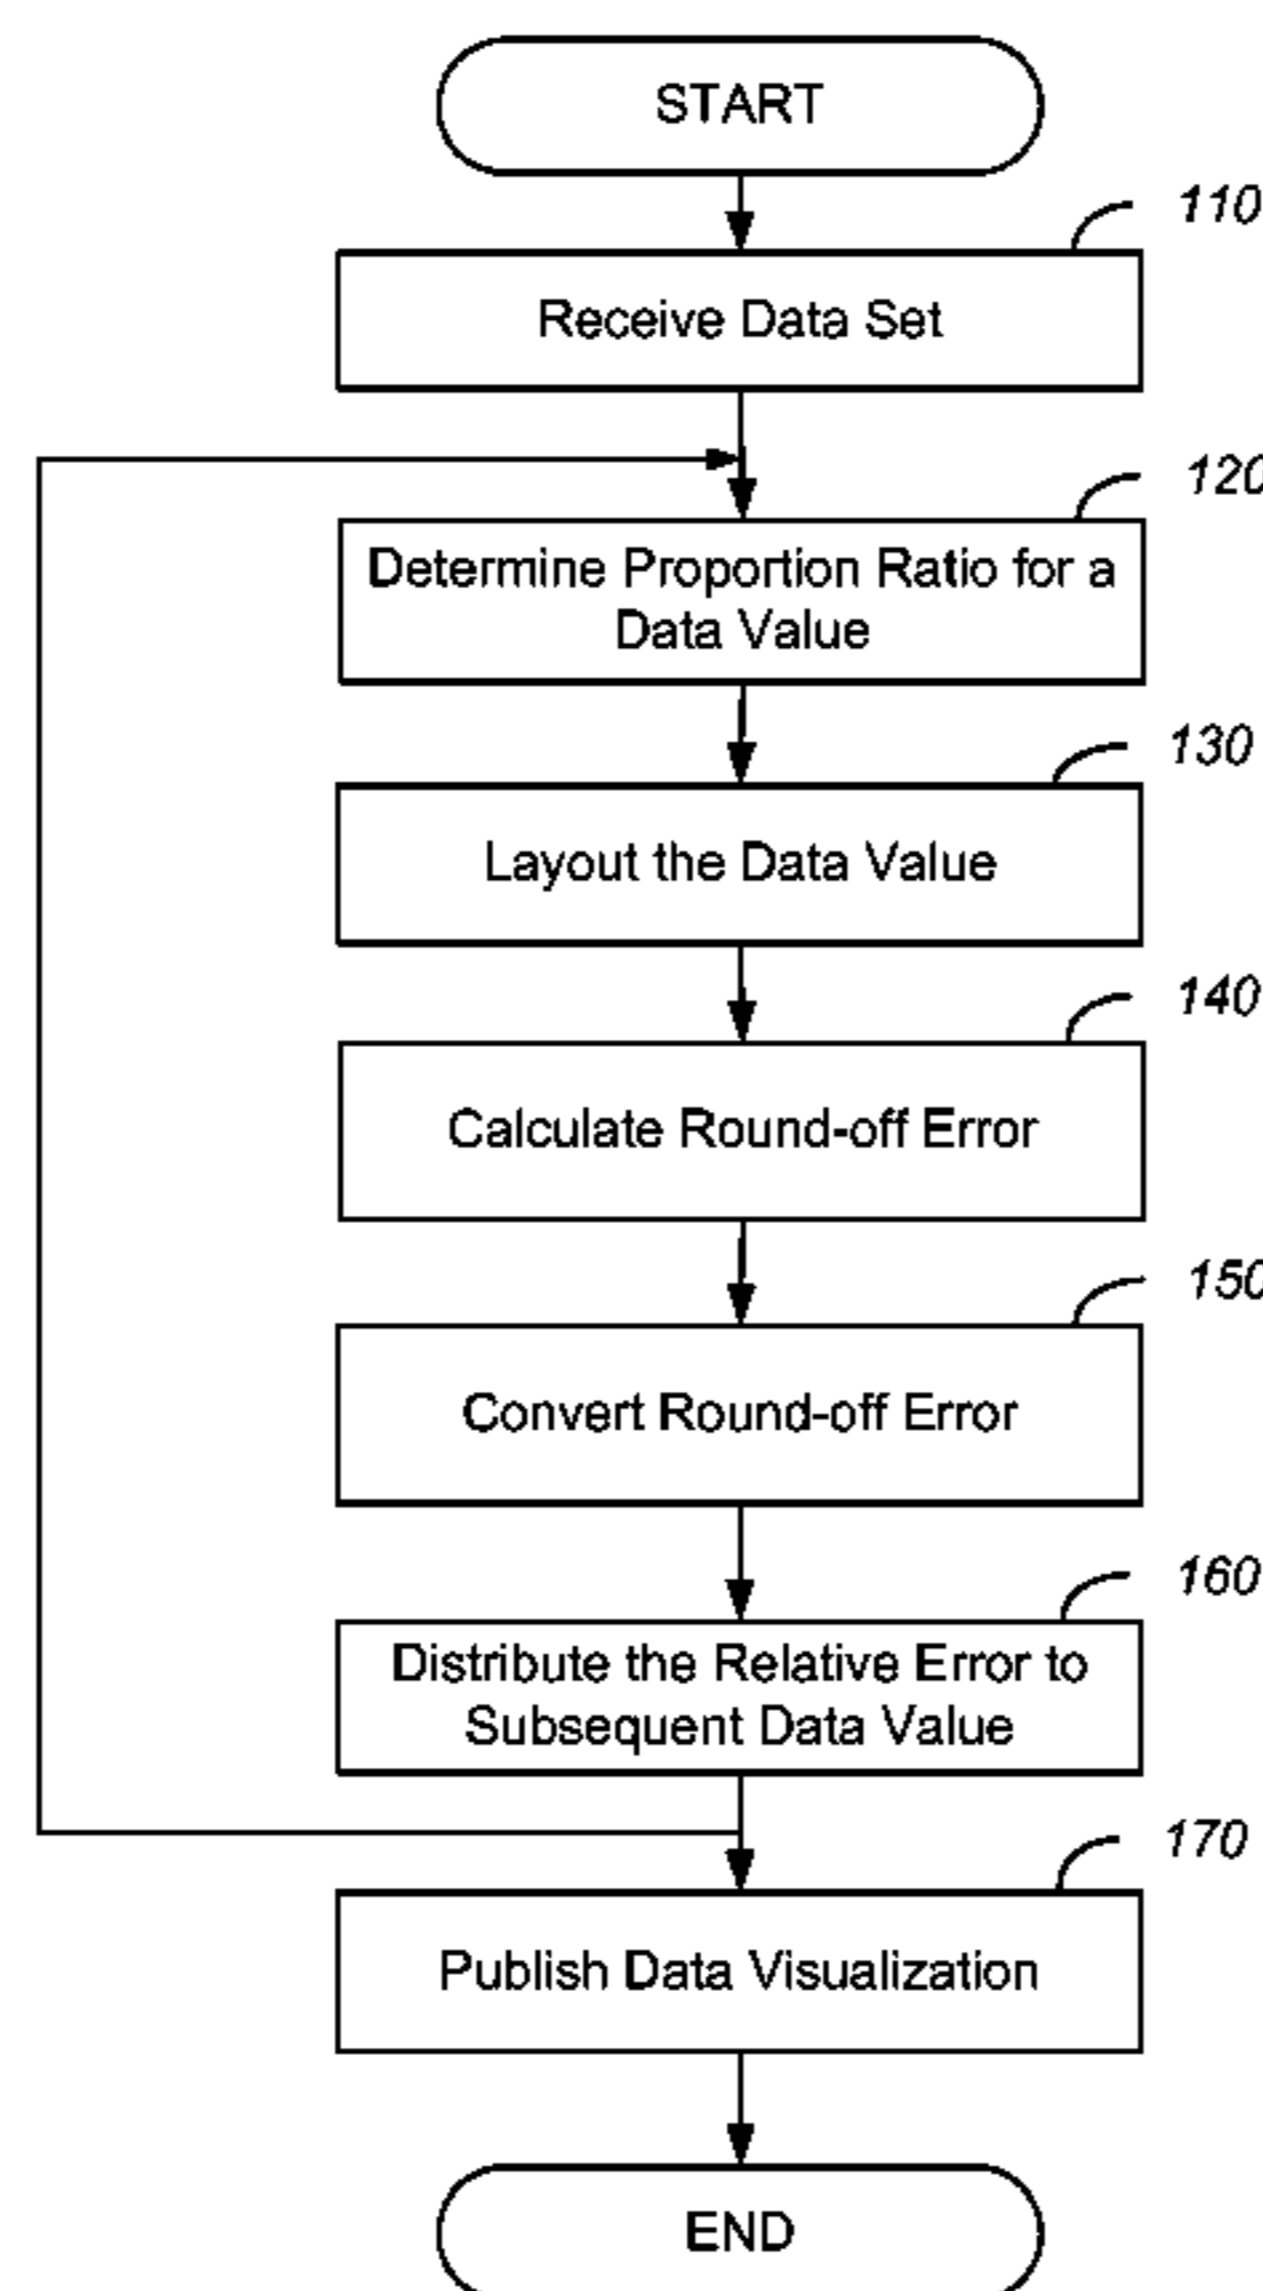 START
110
Receive Data Set
120
Determine Proportion Ratio for a
Data Value
130
Layout the Data Value
140
Calculate Round-off Error
150
Convert Round-off Error
160
Distribute the Relative Error to
Subsequent Data Value
170
Publish Data Visualization
END